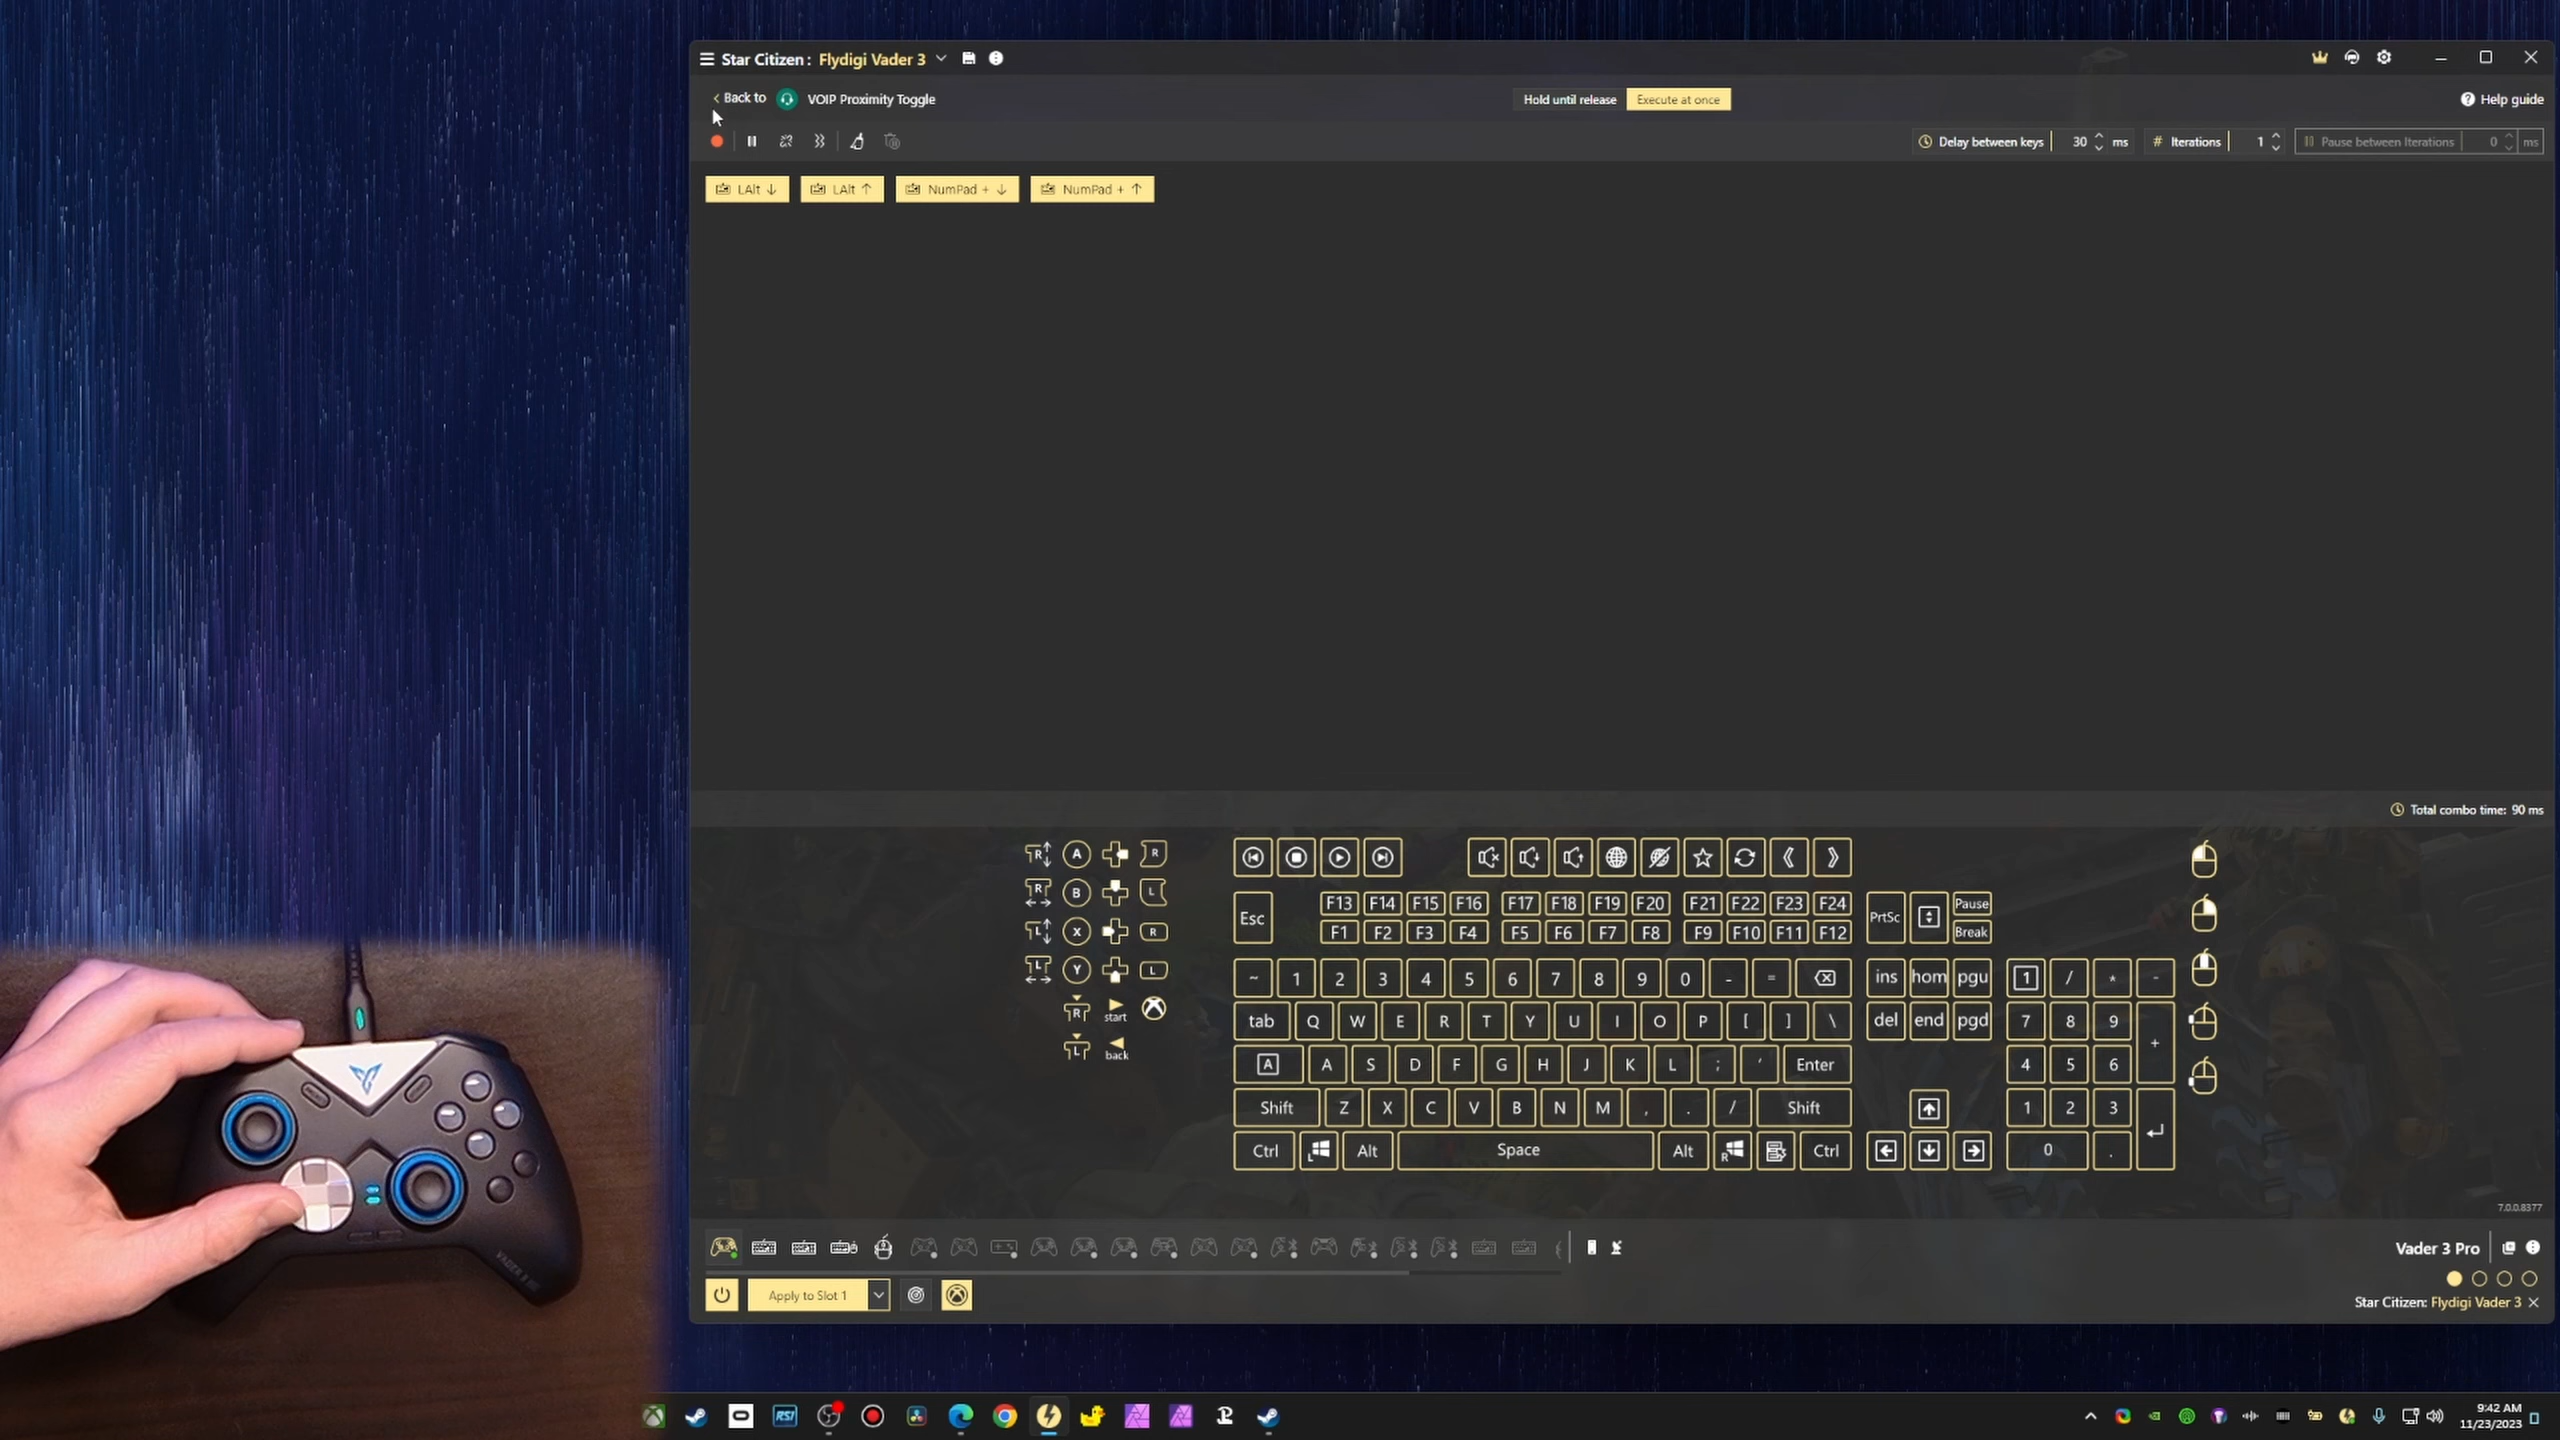 Star Citizen: Flydigi Vader 3
Back to VOIP Proximity Toggle
Hold until release Execute at once
Help guide
Delay between keys 30 ms # Iterations 1 Pause between Iterations 0 ms
LAlt ↓ LAlt ↑ NumPad + ↓ NumPad + ↑
Total combo time: 90 ms
R A R
R B L
L X R
L Y L
R start
L back
Esc F13 F14 F15 F16 F17 F18 F19 F20 F21 F22 F23 F24 PrtSc Pause
F1 F2 F3 F4 F5 F6 F7 F8 F9 F10 F11 F12 Break
~ 1 2 3 4 5 6 7 8 9 0 - = ins hom pgu 1 / * -
tab Q W E R T Y U I O P [ ] \ del end pgd 7 8 9 +
A A S D F G H J K L ; ' Enter 4 5 6
Shift Z X C V B N M , . / Shift 1 2 3
Ctrl L Alt Space Alt R Ctrl 0 .
7.0.0.8377
Vader 3 Pro
Apply to Slot 1
Star Citizen: Flydigi Vader 3
RSI
9:42 AM
11/23/2023